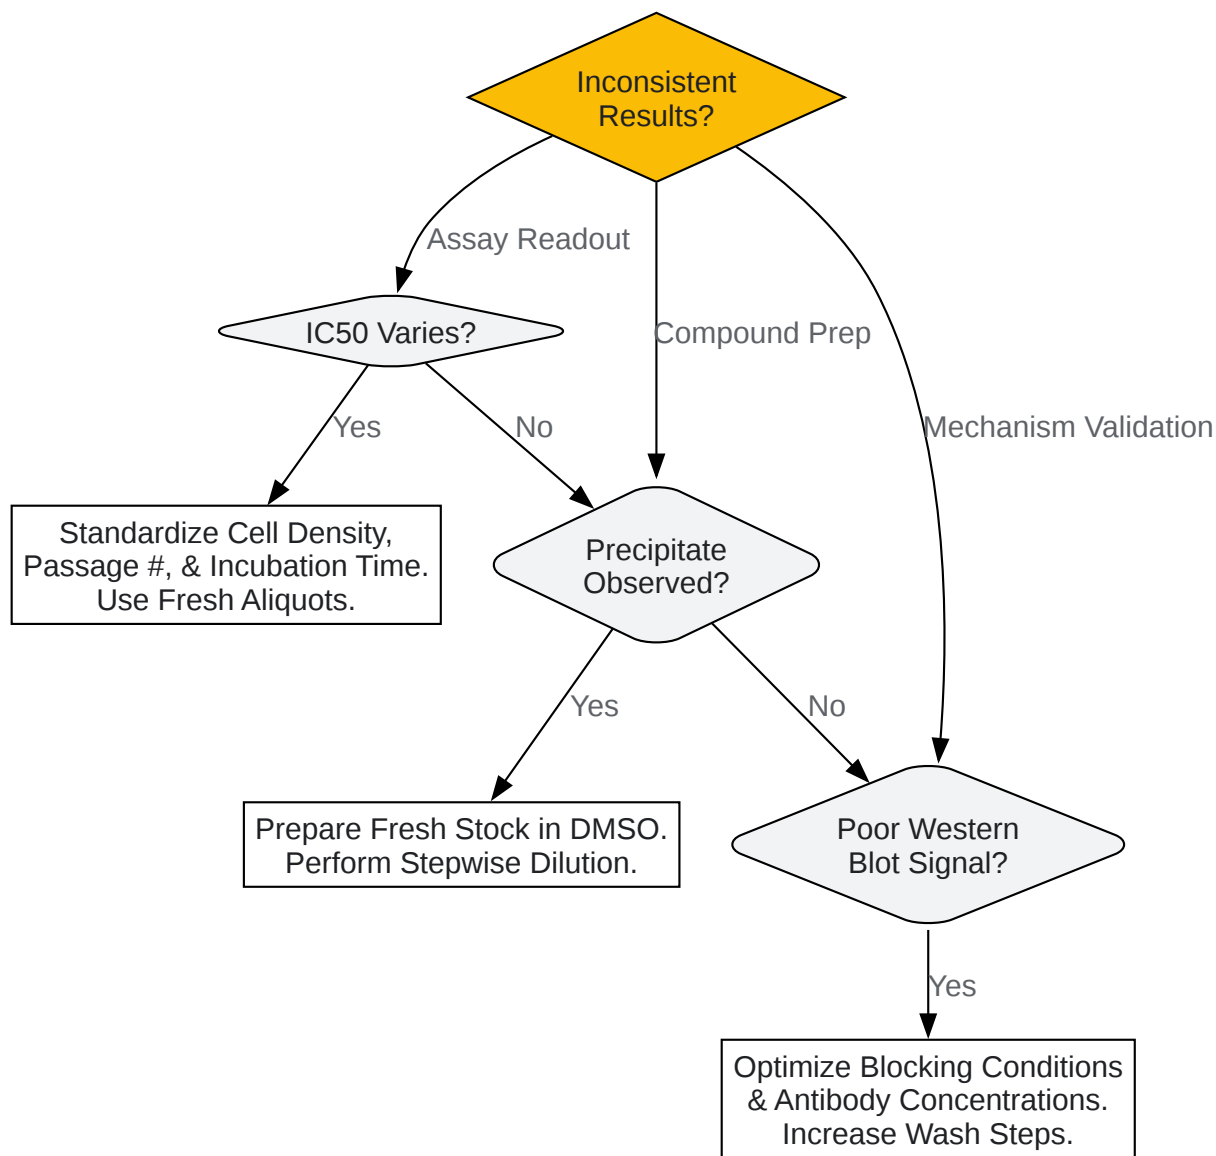 Inconsistent
Results?
Assay Readout
IC50 Varies?
Compound Prep
Yes
No
Mechanism Validation
Standardize Cell Density,
Passage #, & Incubation Time.
Use Fresh Aliquots.
Precipitate
Observed?
Yes
No
Prepare Fresh Stock in DMSO.
Perform Stepwise Dilution.
Poor Western
Blot Signal?
Yes
Optimize Blocking Conditions
& Antibody Concentrations.
Increase Wash Steps.